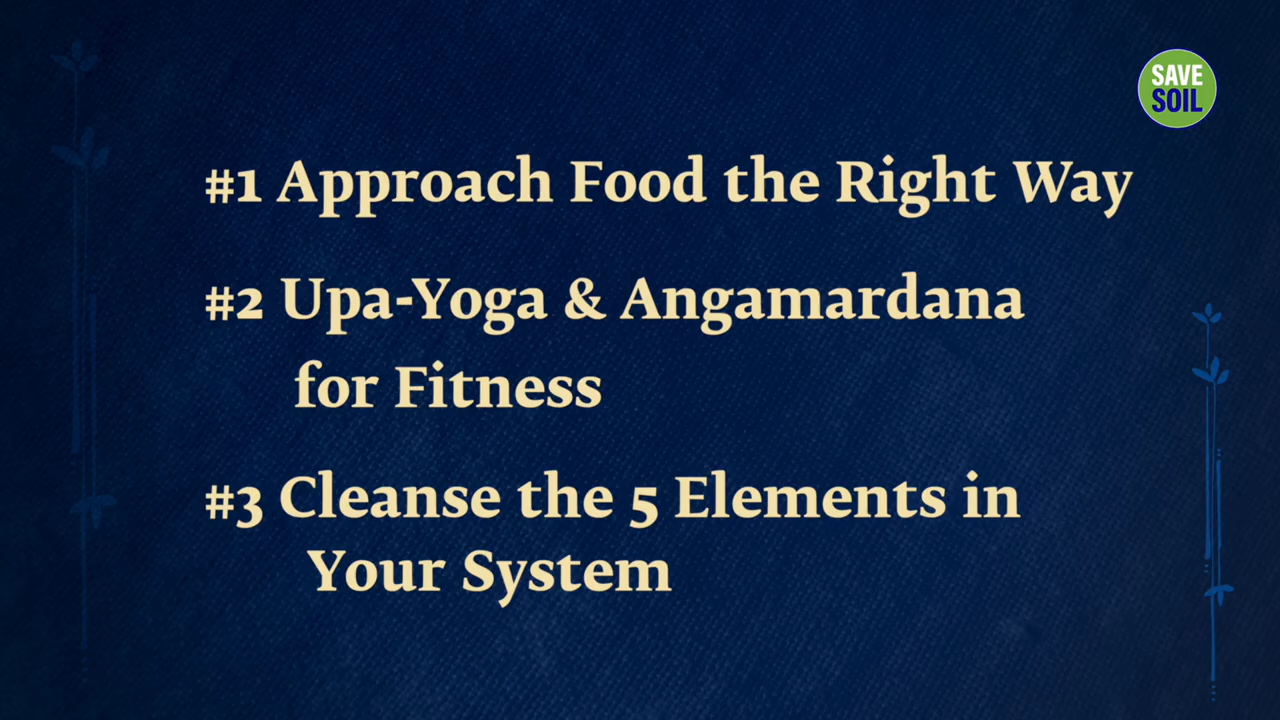 SAVE
SOIL
#1 Approach Food the Right Way
#2 Upa-Yoga & Angamardana
for Fitness
#3 Cleanse the 5 Elements in
Your System